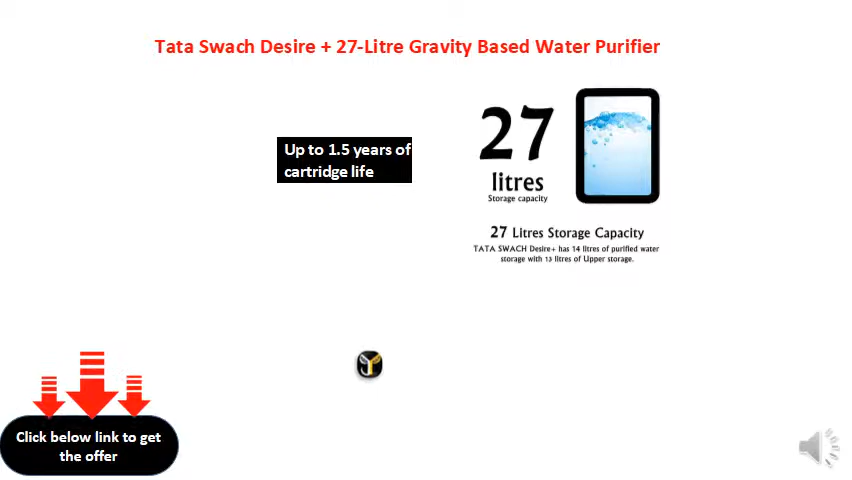 Tata Swach Desire + 27-Litre Gravity Based Water Purifier
Up to 1.5 years of
cartridge life
27
litres
Storage capacity
27 Litres Storage Capacity
TATA SWACH Desire+ has 14 litres of purified water
storage with 13 litres of Upper storage.
Click below link to get
the offer